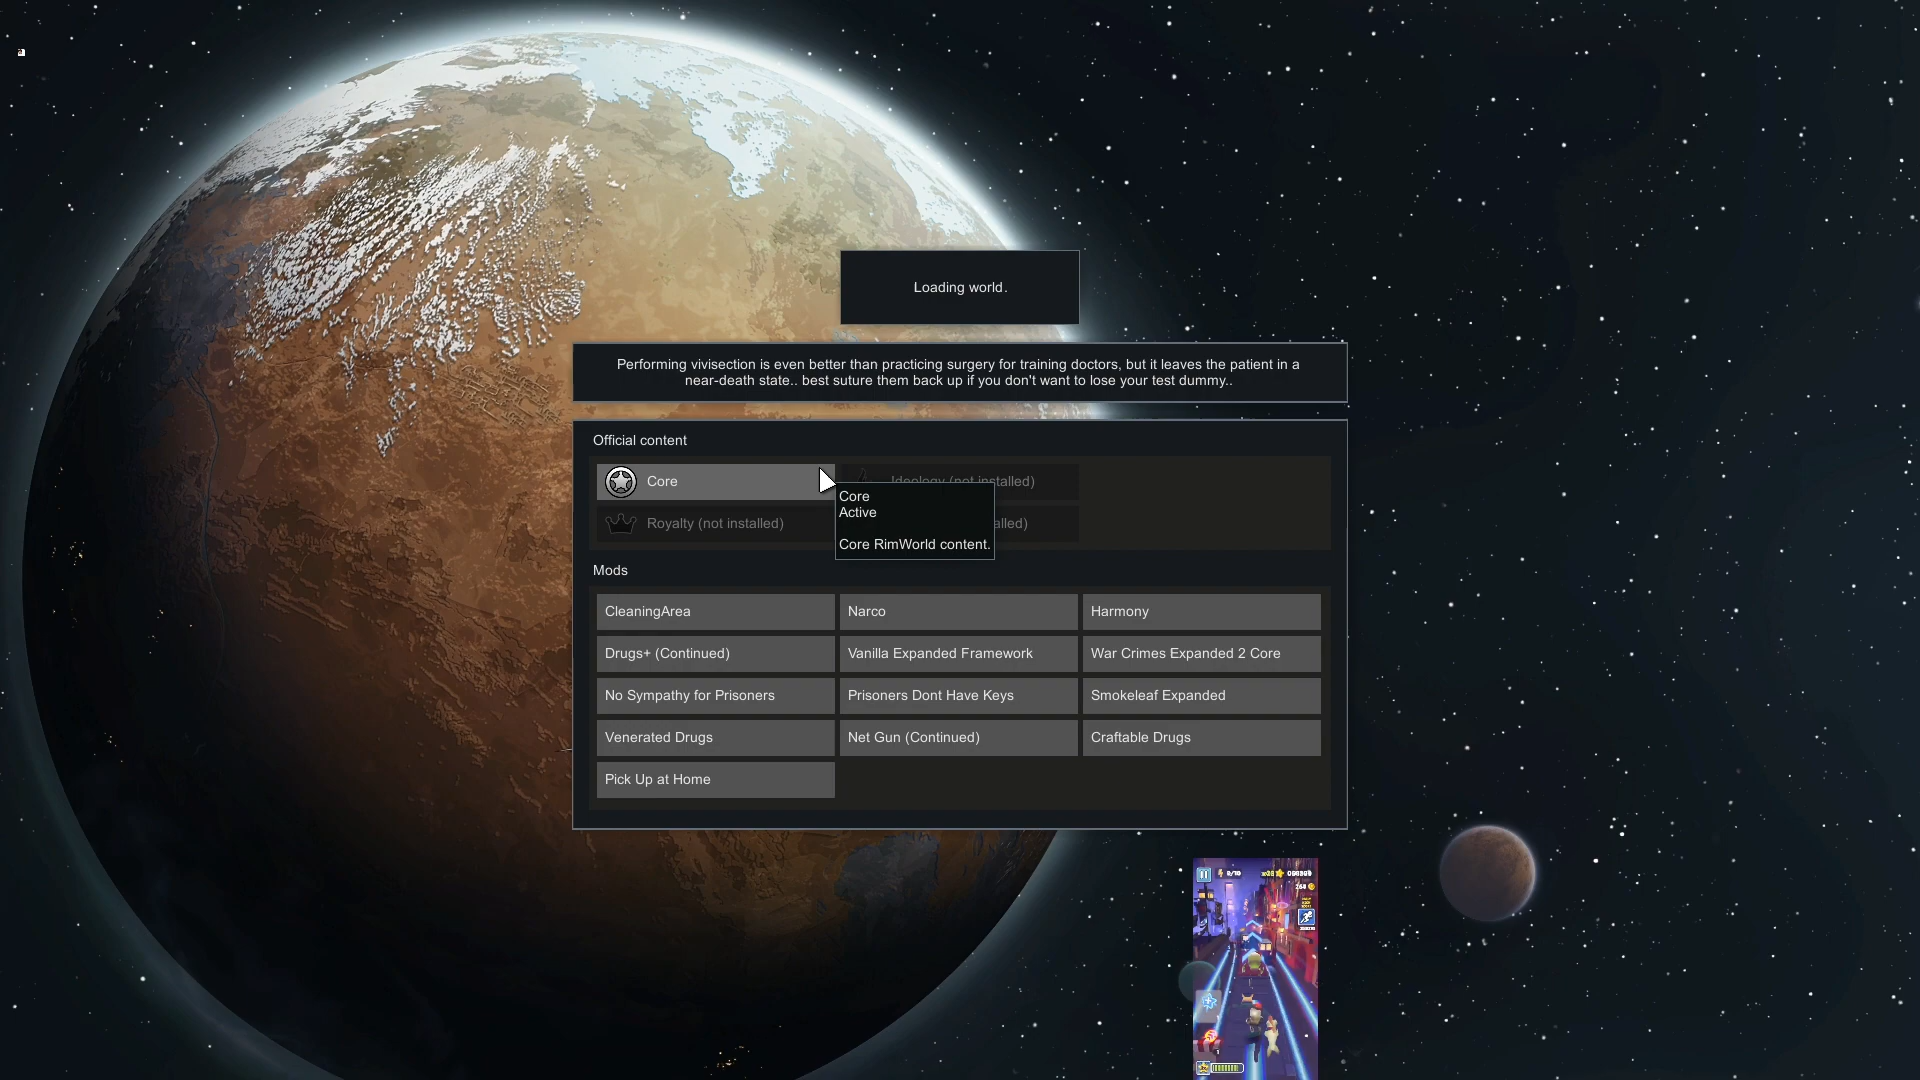 Loading world.
Performing vivisection is even better than practicing surgery for training doctors, but it leaves the patient in a
near-death state.. best suture them back up if you don't want to lose your test dummy..
Official content
Core
Ideology (not installed)
Royalty (not installed)
alled)
Core
Active
Core RimWorld content.
Mods
CleaningArea
Narco
Harmony
Drugs+ (Continued)
Vanilla Expanded Framework
War Crimes Expanded 2 Core
No Sympathy for Prisoners
Prisoners Dont Have Keys
Smokeleaf Expanded
Venerated Drugs
Net Gun (Continued)
Craftable Drugs
Pick Up at Home